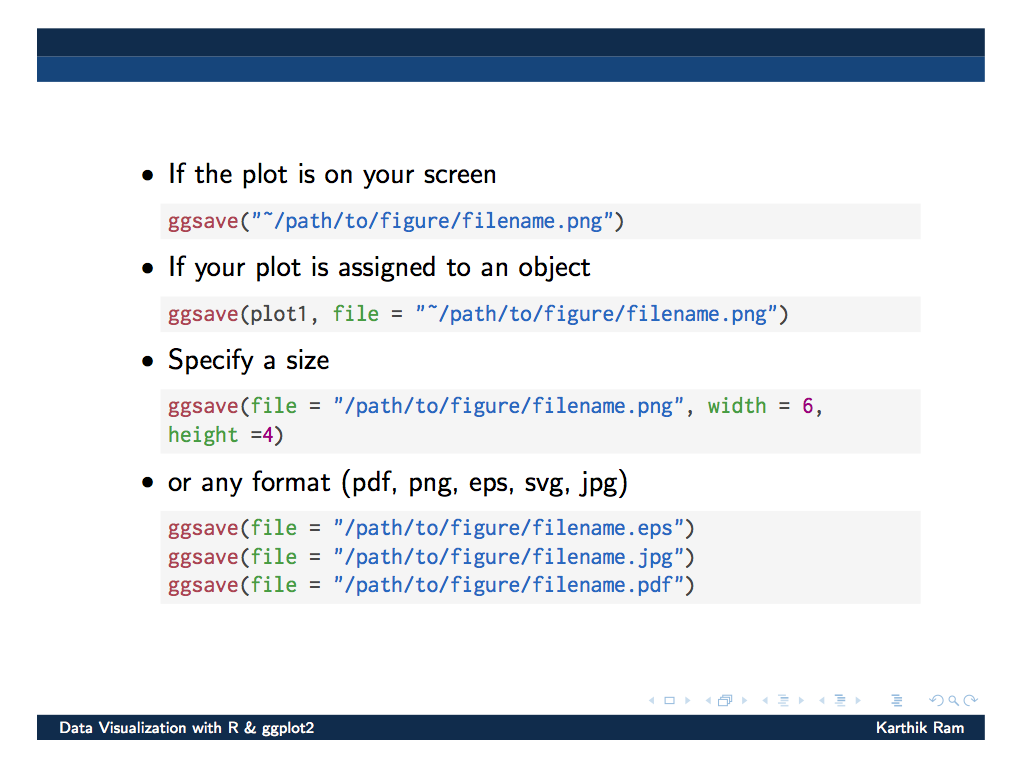 • If the plot is on your screen
ggsave("~/path/to/figure/filename.png")
• If your plot is assigned to an object
ggsave(plot1, file = "~/path/to/figure/filename.png")
• Specify a size
ggsave(file = "/path/to/figure/filename.png", width = 6,
height =4)
• or any format (pdf, png, eps, svg, jpg)
ggsave(file = "/path/to/figure/filename.eps")
ggsave(file = "/path/to/figure/filename.jpg")
ggsave(file = "/path/to/figure/filename.pdf")
Data Visualization with R & ggplot2
Karthik Ram